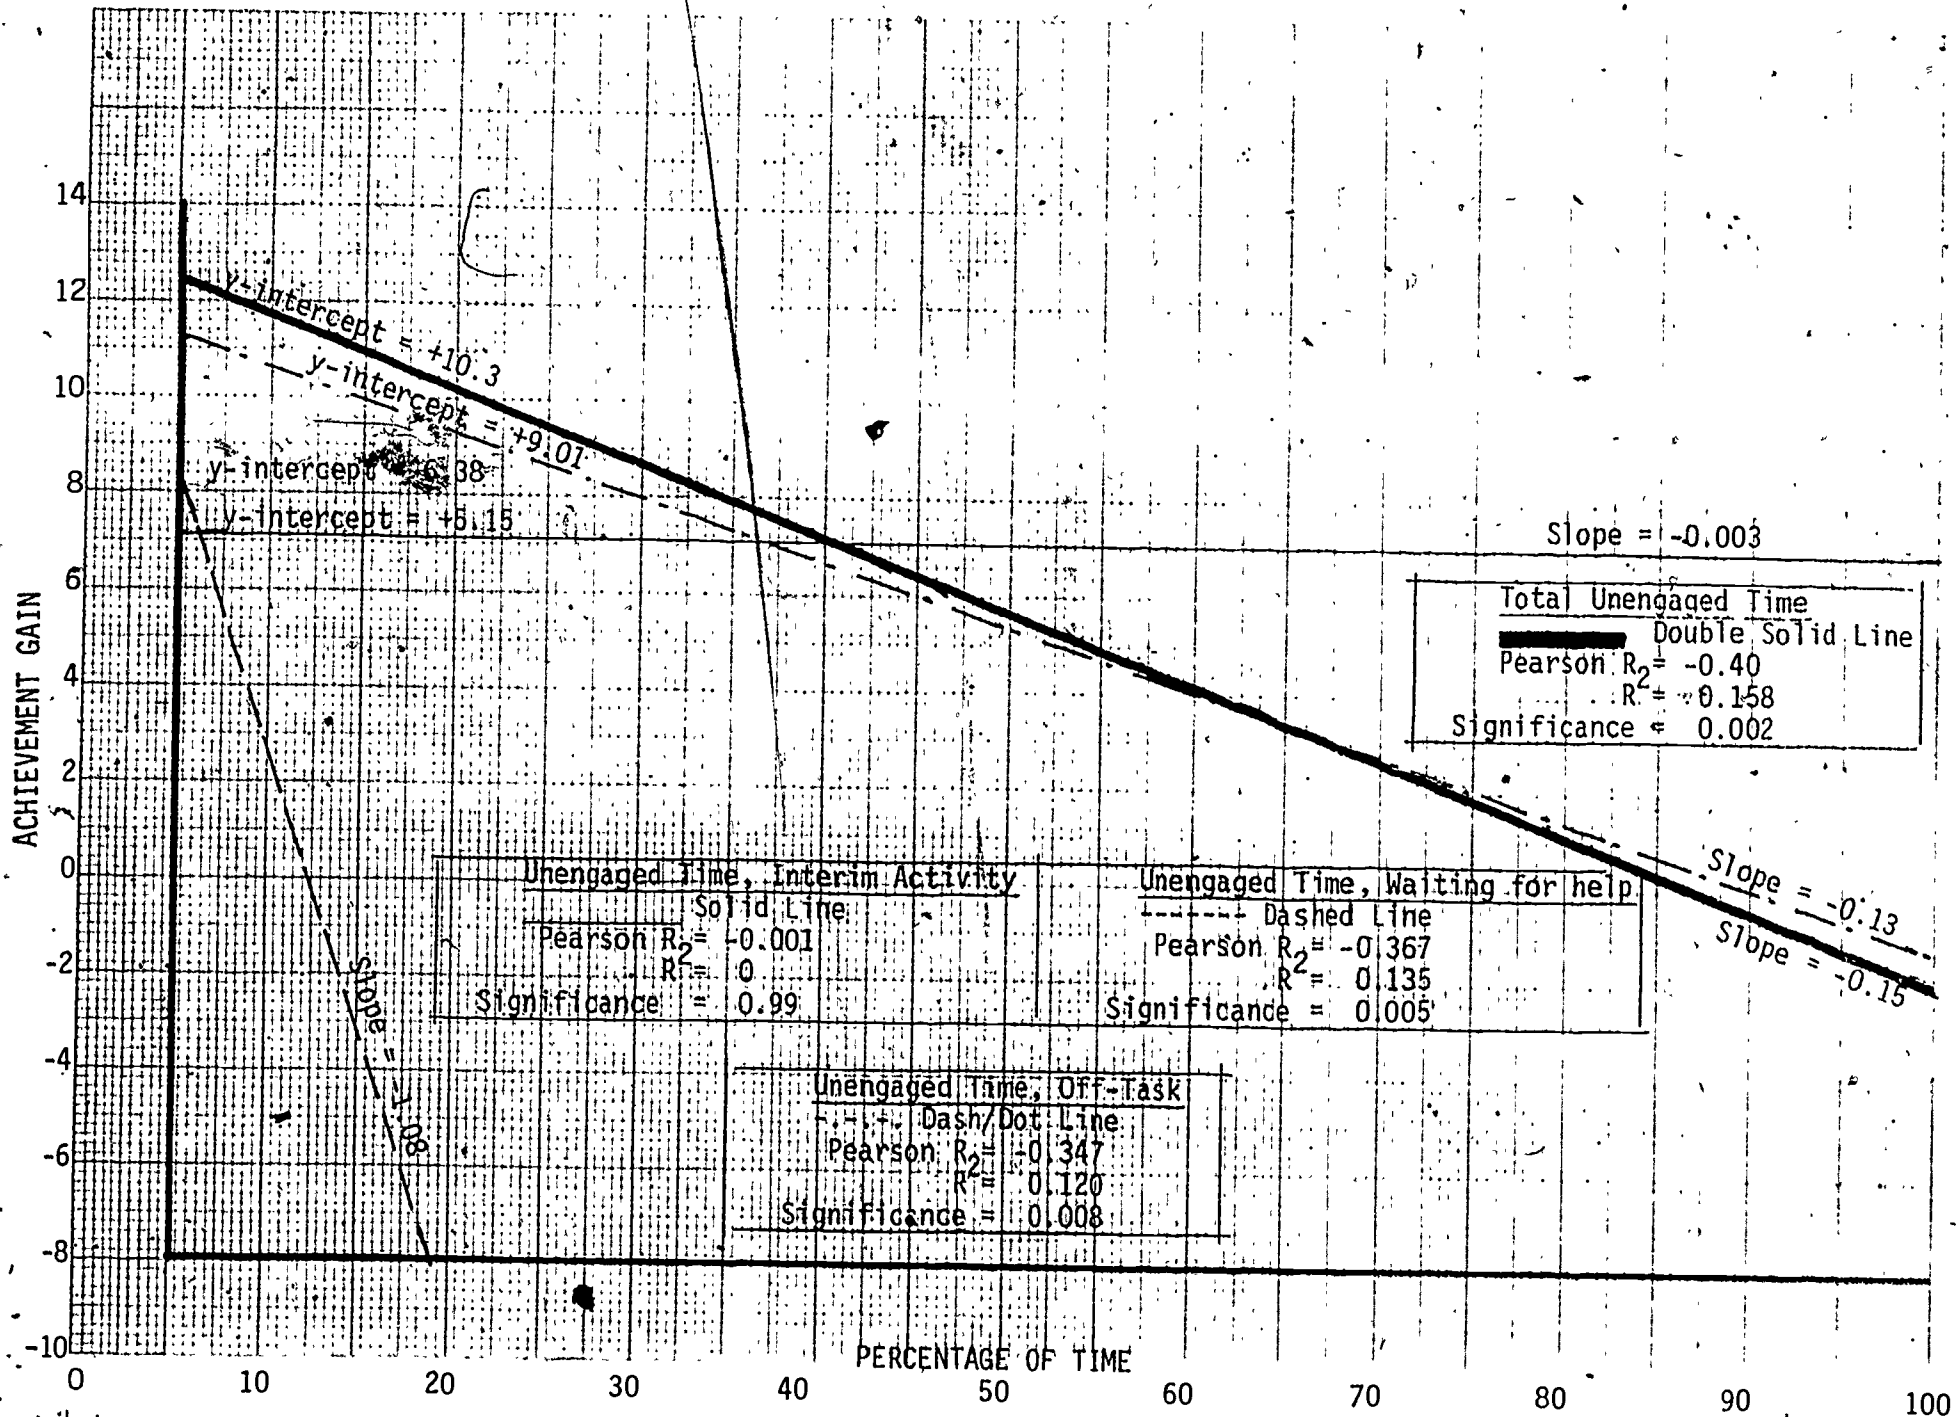 14
12
10
8
6
4
2
0
-2
-4
-6
-8
-10
ACHIEVEMENT GAIN
y-intercept = +10.3
y-intercept = +9.01
y-intercept 6.38
y-intercept = +5.15
Slope = -0.003
Total Unengaged Time
Double Solid Line
Pearson R = -0.40
R2 = 0.158
Significance = 0.002
Unengaged Time, Interim Activity
Solid Line
Pearson R = -0.001
R2 = 0
Significance = 0.99
Unengaged Time, Waiting for help
------- Dashed Line
Pearson R = -0.367
R2 = 0.135
Significance = 0.005
Slope = -0.13
Slope = -0.15
Slope = -1.08
Unengaged Time, Off-Task
-.-.-. Dash/Dot Line
Pearson R = -0.347
R2 = 0.120
Significance = 0.008
PERCENTAGE OF TIME
0 10 20 30 40 50 60 70 80 90 100